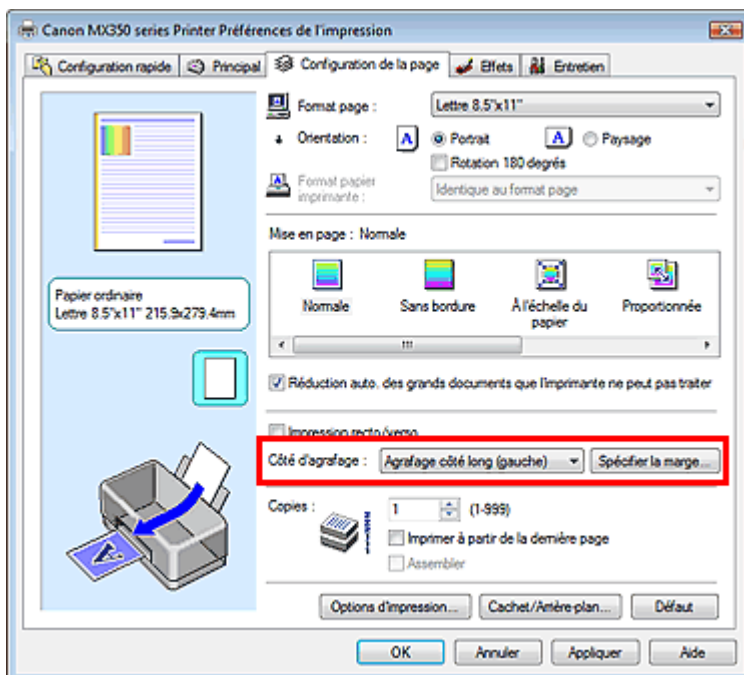 Canon MX350 series Printer Préférences de l'impression
Configuration rapide Principal Configuration de la page Effets Entretien
Format page : Lettre 8.5"x11"
Orientation : A Portrait A Paysage
Rotation 180 degrés
Format papier imprimante : Identique au format page
Mise en page : Normale
Normale Sans bordure À l'échelle du papier Proportionnée
Papier ordinaire
Lettre 8.5"x11" 215.9x279.4mm
Réduction auto. des grands documents que l'imprimante ne peut pas traiter
Impression recto/verso
Côté d'agrafage : Agrafage côté long (gauche) Spécifier la marge...
Copies : 1 (1-999)
Imprimer à partir de la dernière page
Assembler
Options d'impression... Cachet/Arrière-plan... Défaut
OK Annuler Appliquer Aide